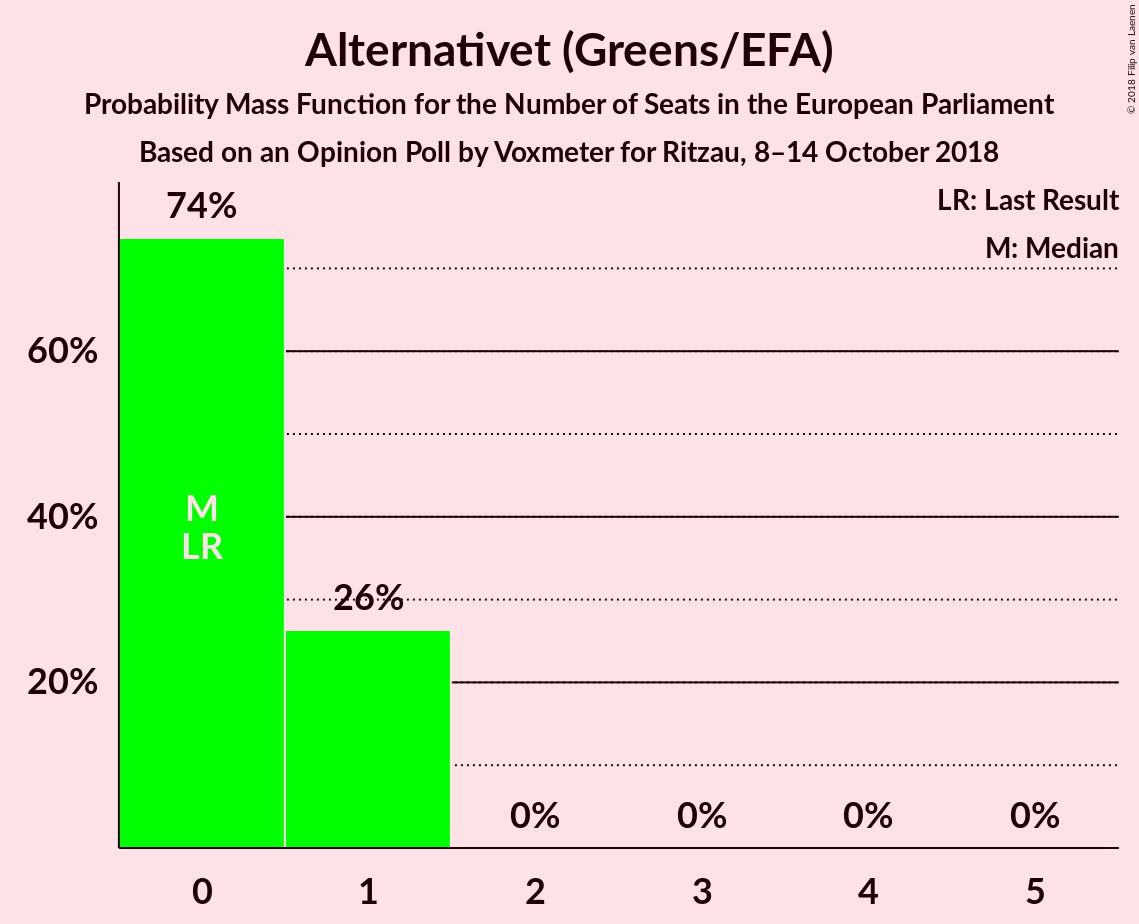 Alternativet (Greens/EFA)
Probability Mass Function for the Number of Seats in the European Parliament
Based on an Opinion Poll by Voxmeter for Ritzau, 8–14 October 2018
© 2018 Filip van Laenen
LR: Last Result
M: Median
74%
60%
40%
20%
M
LR
26%
0%
0%
0%
0%
0
1
2
3
4
5